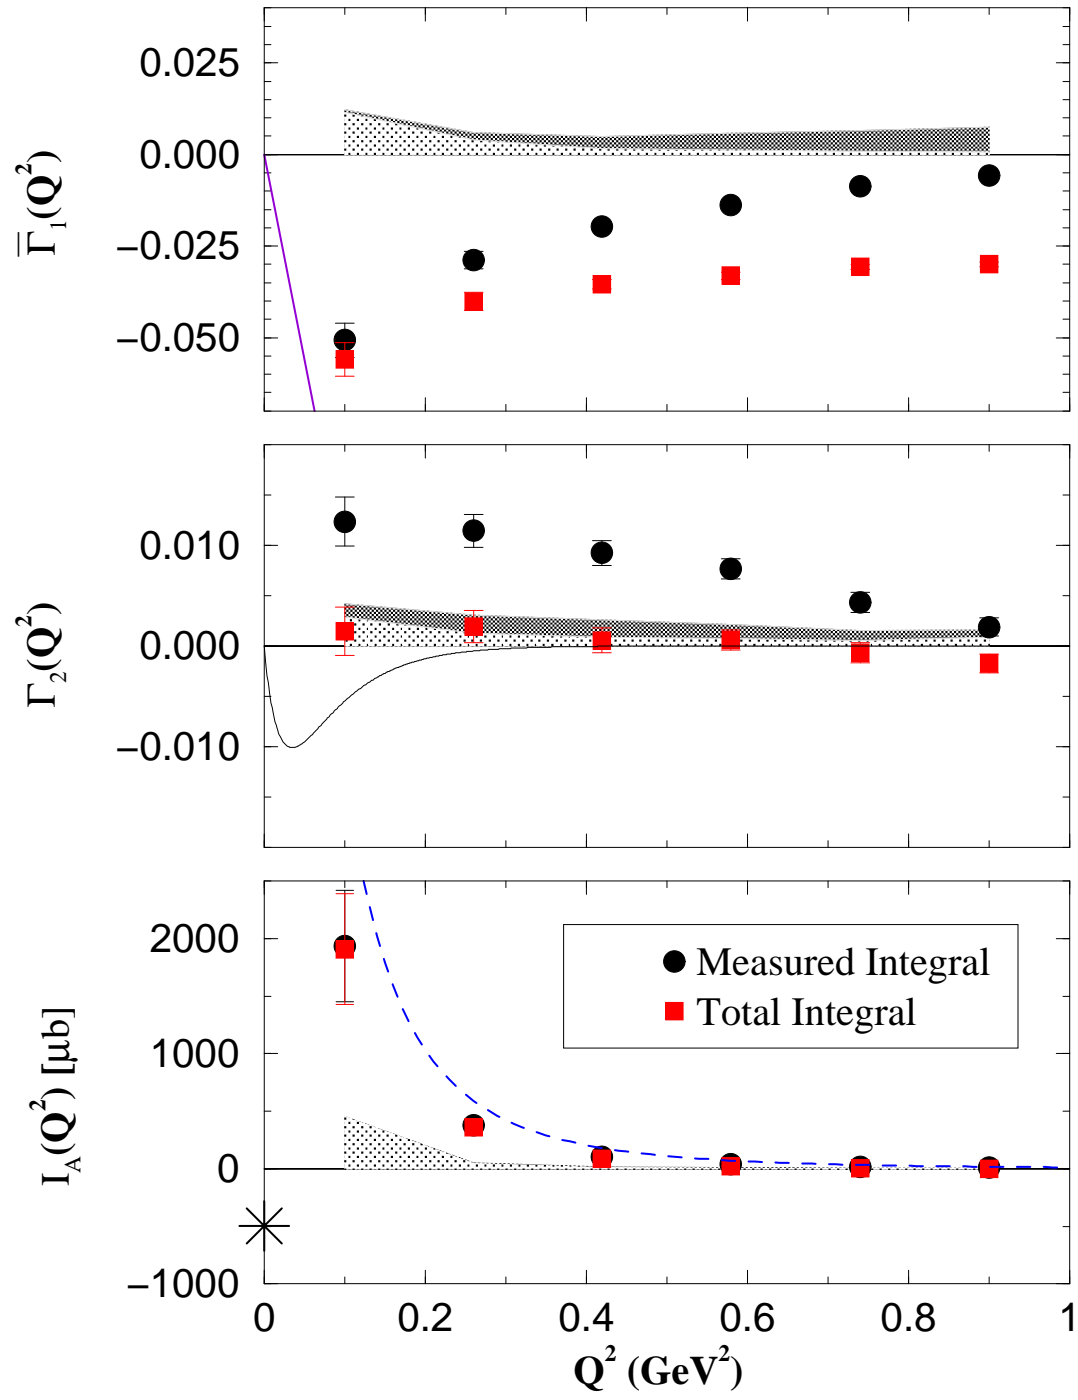 0.025
0.000
−0.025
−0.050
Γ̿₁(Q²)
0.010
0.000
−0.010
Γ₂(Q²)
2000
1000
0
−1000
I_A(Q²) [μb]
Measured Integral
Total Integral
0 0.2 0.4 0.6 0.8 1
Q² (GeV²)